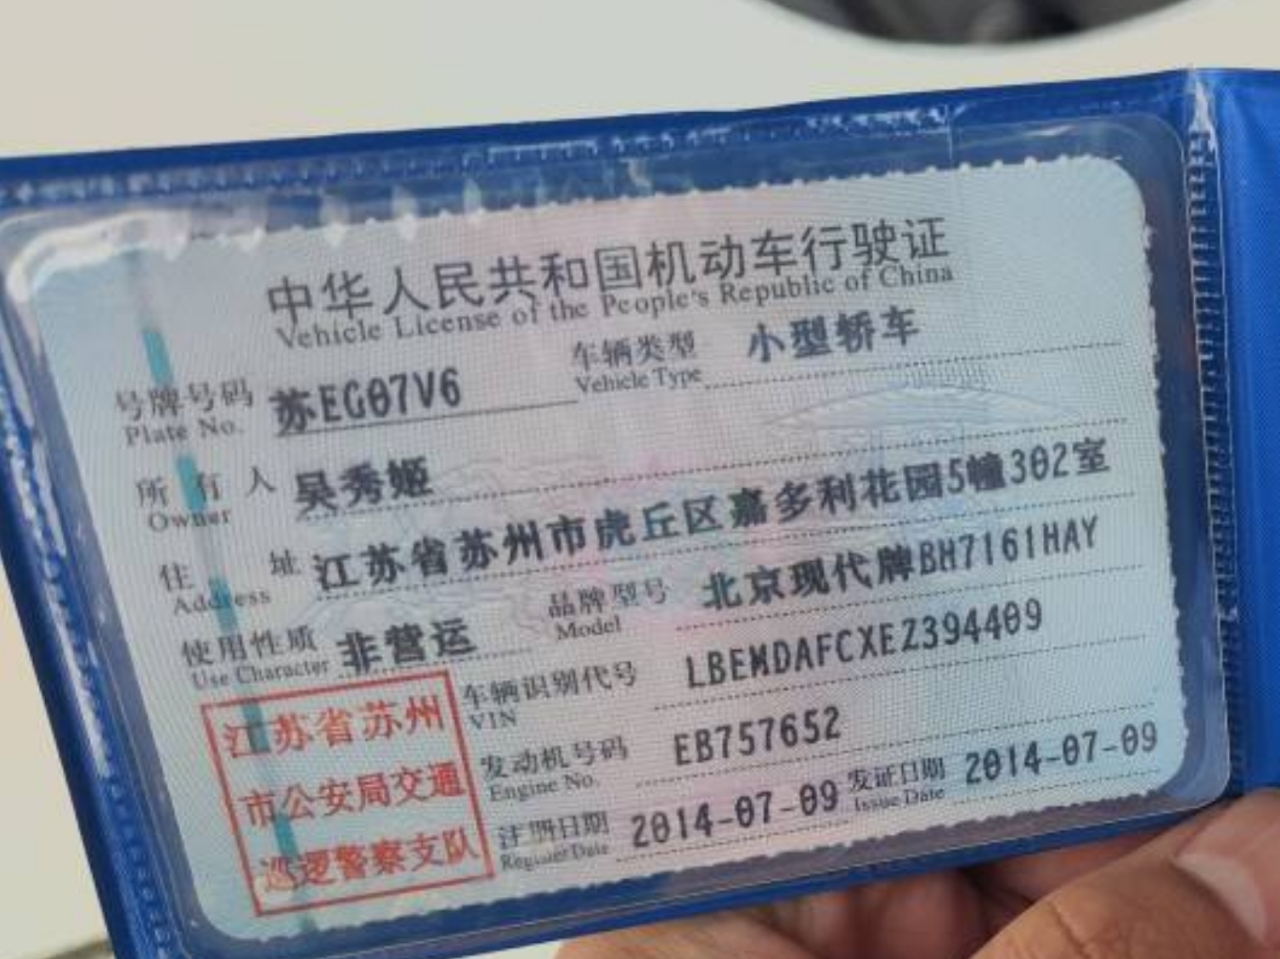 中华人民共和国机动车行驶证
Vehicle License of the People's Republic of China
号牌号码 苏EG07V6 车辆类型 小型轿车
Plate No. Vehicle Type
所有人 吴秀姬
Owner
住址 江苏省苏州市虎丘区嘉多利花园5幢302室
Address
使用性质 非营运 品牌型号 北京现代牌BH7161HAY
Use Character Model
车辆识别代号 LBEMDAFCXEZ394409
VIN
发动机号码 EB757652
Engine No.
注册日期 2014-07-09 发证日期 2014-07-09
Register Date Issue Date
江苏省苏州
市公安局交通
巡逻警察支队